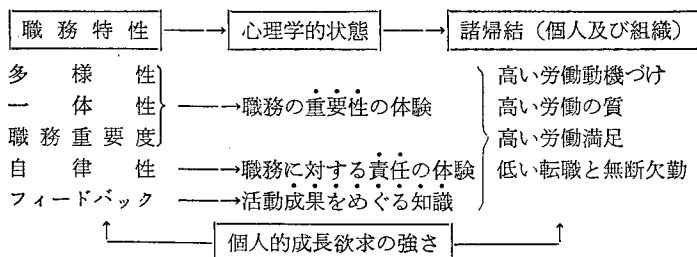 職務特性 → 心理学的状態 → 諸帰結(個人及び組織)
多様性 高い労働動機づけ
一体性 → 職務の重要性の体験 高い労働の質
職務重要度 高い労働満足
自律性 → 職務に対する責任の体験 低い転職と無断欠勤
フィードバック → 活動成果をめぐる知識
個人的成長欲求の強さ